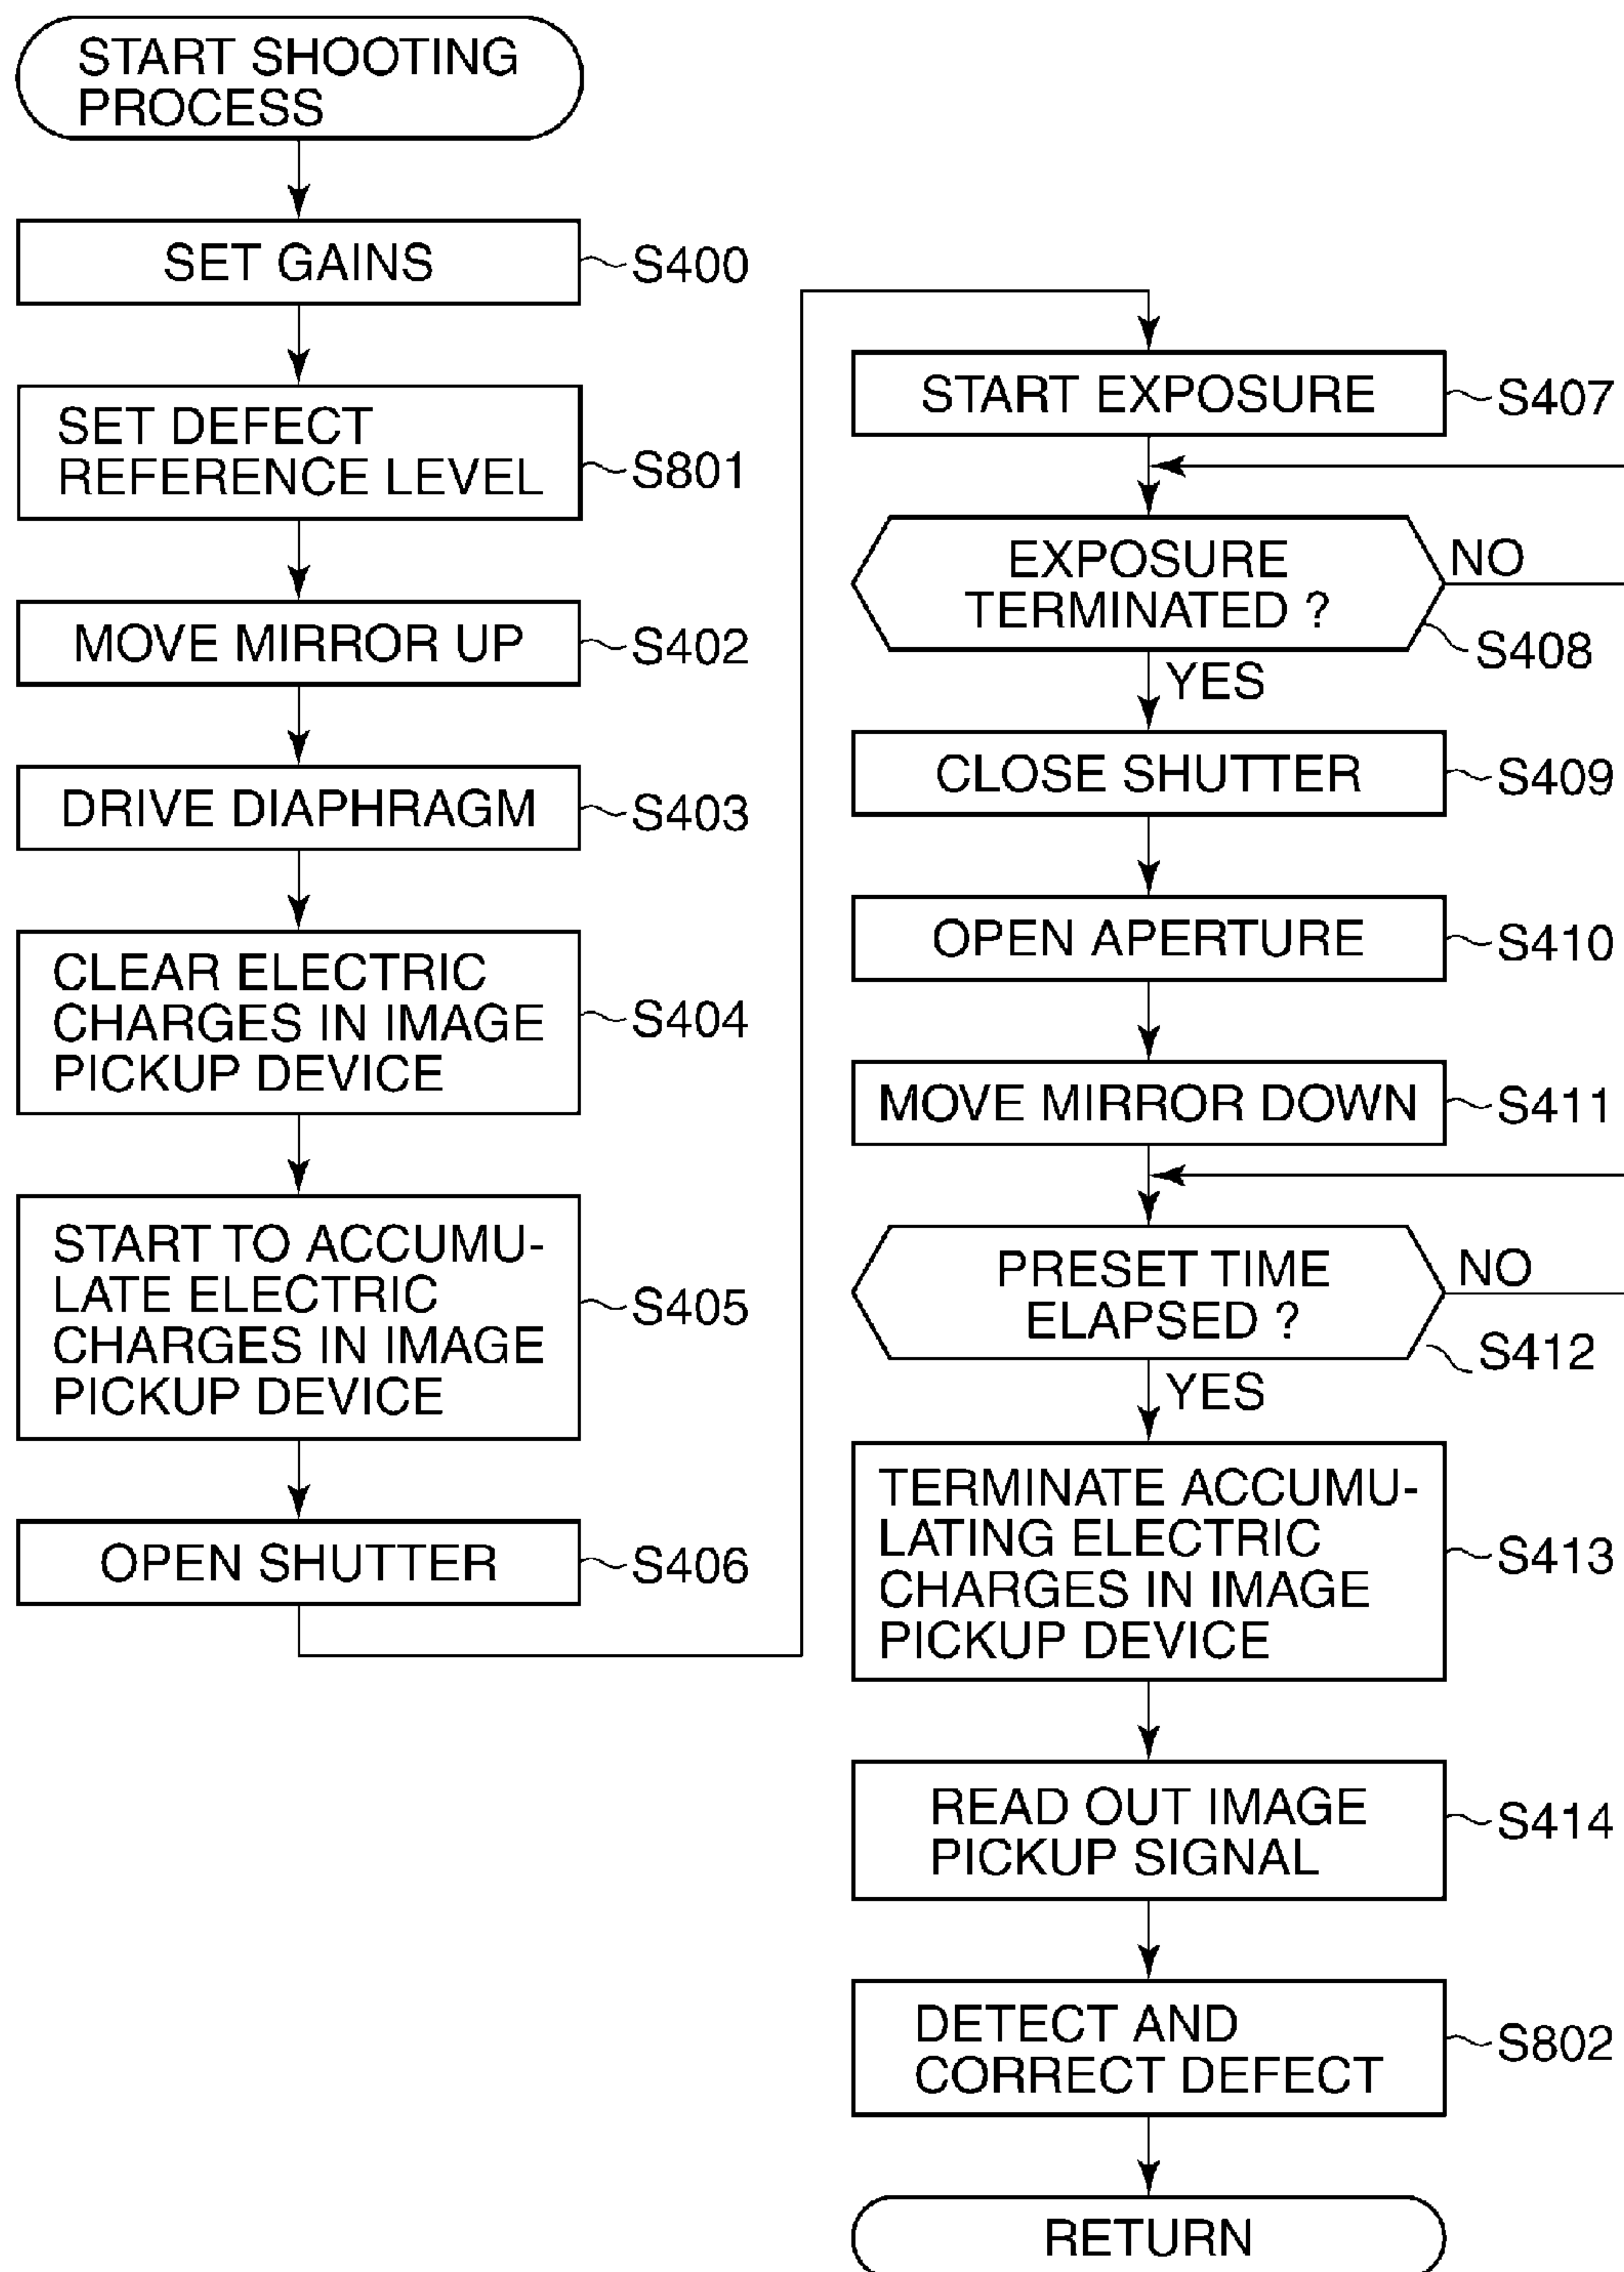 START SHOOTING
PROCESS
SET GAINS
S400
SET DEFECT
REFERENCE LEVEL
S801
MOVE MIRROR UP
S402
DRIVE DIAPHRAGM
S403
CLEAR ELECTRIC
CHARGES IN IMAGE
PICKUP DEVICE
S404
START TO ACCUMU-
LATE ELECTRIC
CHARGES IN IMAGE
PICKUP DEVICE
S405
OPEN SHUTTER
S406
START EXPOSURE
S407
EXPOSURE
TERMINATED ?
NO
S408
YES
CLOSE SHUTTER
S409
OPEN APERTURE
S410
MOVE MIRROR DOWN
S411
PRESET TIME
ELAPSED ?
NO
S412
YES
TERMINATE ACCUMU-
LATING ELECTRIC
CHARGES IN IMAGE
PICKUP DEVICE
S413
READ OUT IMAGE
PICKUP SIGNAL
S414
DETECT AND
CORRECT DEFECT
S802
RETURN